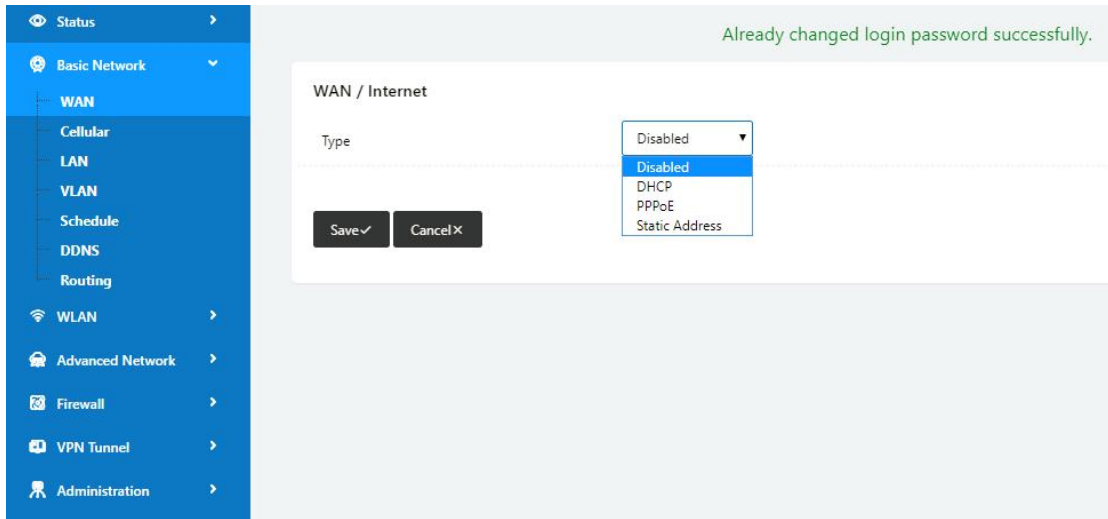 Status
Basic Network
WAN
Cellular
LAN
VLAN
Schedule
DDNS
Routing
WLAN
Advanced Network
Firewall
VPN Tunnel
Administration
Already changed login password successfully.
WAN / Internet
Type
Disabled
Disabled
DHCP
PPPoE
Static Address
Save✓ Cancel×